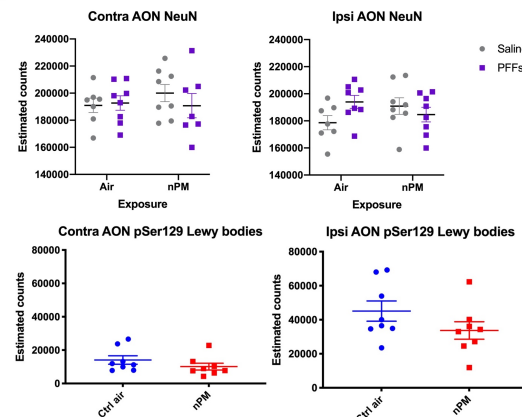 Contra AON NeuN
Estimated counts
240000
220000
200000
180000
160000
140000
Air
nPM
Exposure
Ipsi AON NeuN
Estimated counts
240000
220000
200000
180000
160000
140000
Air
nPM
Exposure
Salin
PFFs
Contra AON pSer129 Lewy bodies
Estimated counts
80000
60000
40000
20000
0
Ctrl air
nPM
Ipsi AON pSer129 Lewy bodies
Estimated counts
80000
60000
40000
20000
0
Ctrl air
nPM